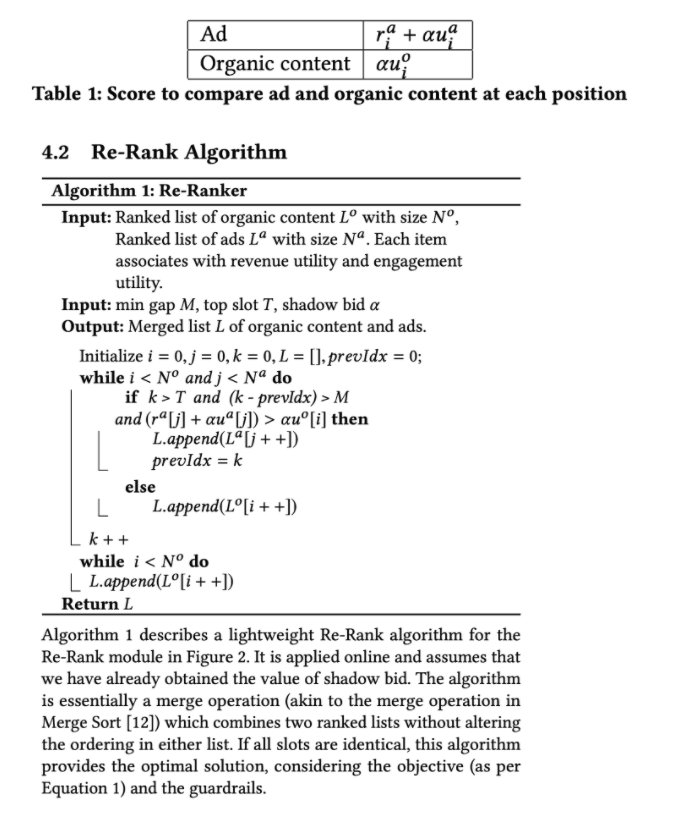 Ad r_i^a + αu_i^a
Organic content αu_i^o
Table 1: Score to compare ad and organic content at each position
4.2 Re-Rank Algorithm
Algorithm 1: Re-Ranker
Input: Ranked list of organic content L^o with size N^o,
Ranked list of ads L^a with size N^a. Each item
associates with revenue utility and engagement
utility.
Input: min gap M, top slot T, shadow bid α
Output: Merged list L of organic content and ads.
Initialize i = 0, j = 0, k = 0, L = [], prevIdx = 0;
while i < N^o and j < N^a do
if k > T and (k - prevIdx) > M
and (r^a[j] + αu^a[j]) > αu^o[i] then
L.append(L^a[j + +])
prevIdx = k
else
L.append(L^o[i + +])
k + +
while i < N^o do
L.append(L^o[i + +])
Return L
Algorithm 1 describes a lightweight Re-Rank algorithm for the
Re-Rank module in Figure 2. It is applied online and assumes that
we have already obtained the value of shadow bid. The algorithm
is essentially a merge operation (akin to the merge operation in
Merge Sort [12]) which combines two ranked lists without altering
the ordering in either list. If all slots are identical, this algorithm
provides the optimal solution, considering the objective (as per
Equation 1) and the guardrails.